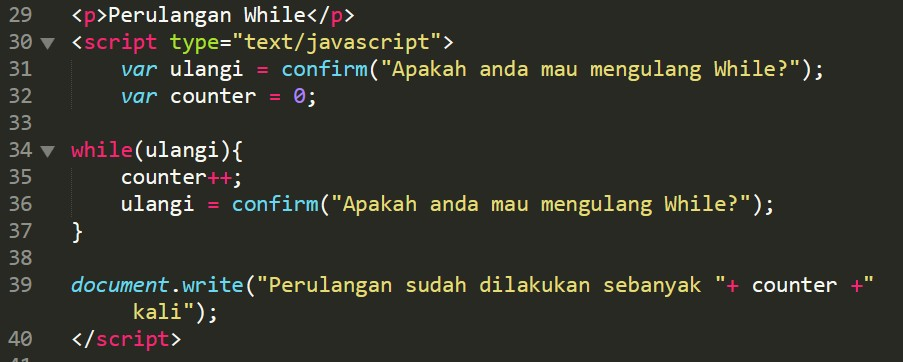 29 <p>Perulangan While</p>
30 ▼ <script type="text/javascript">
31 var ulangi = confirm("Apakah anda mau mengulang While?");
32 var counter = 0;
33
34 ▼ while(ulangi){
35 counter++;
36 ulangi = confirm("Apakah anda mau mengulang While?");
37 }
38
39 document.write("Perulangan sudah dilakukan sebanyak "+ counter +"
kali");
40 </script>